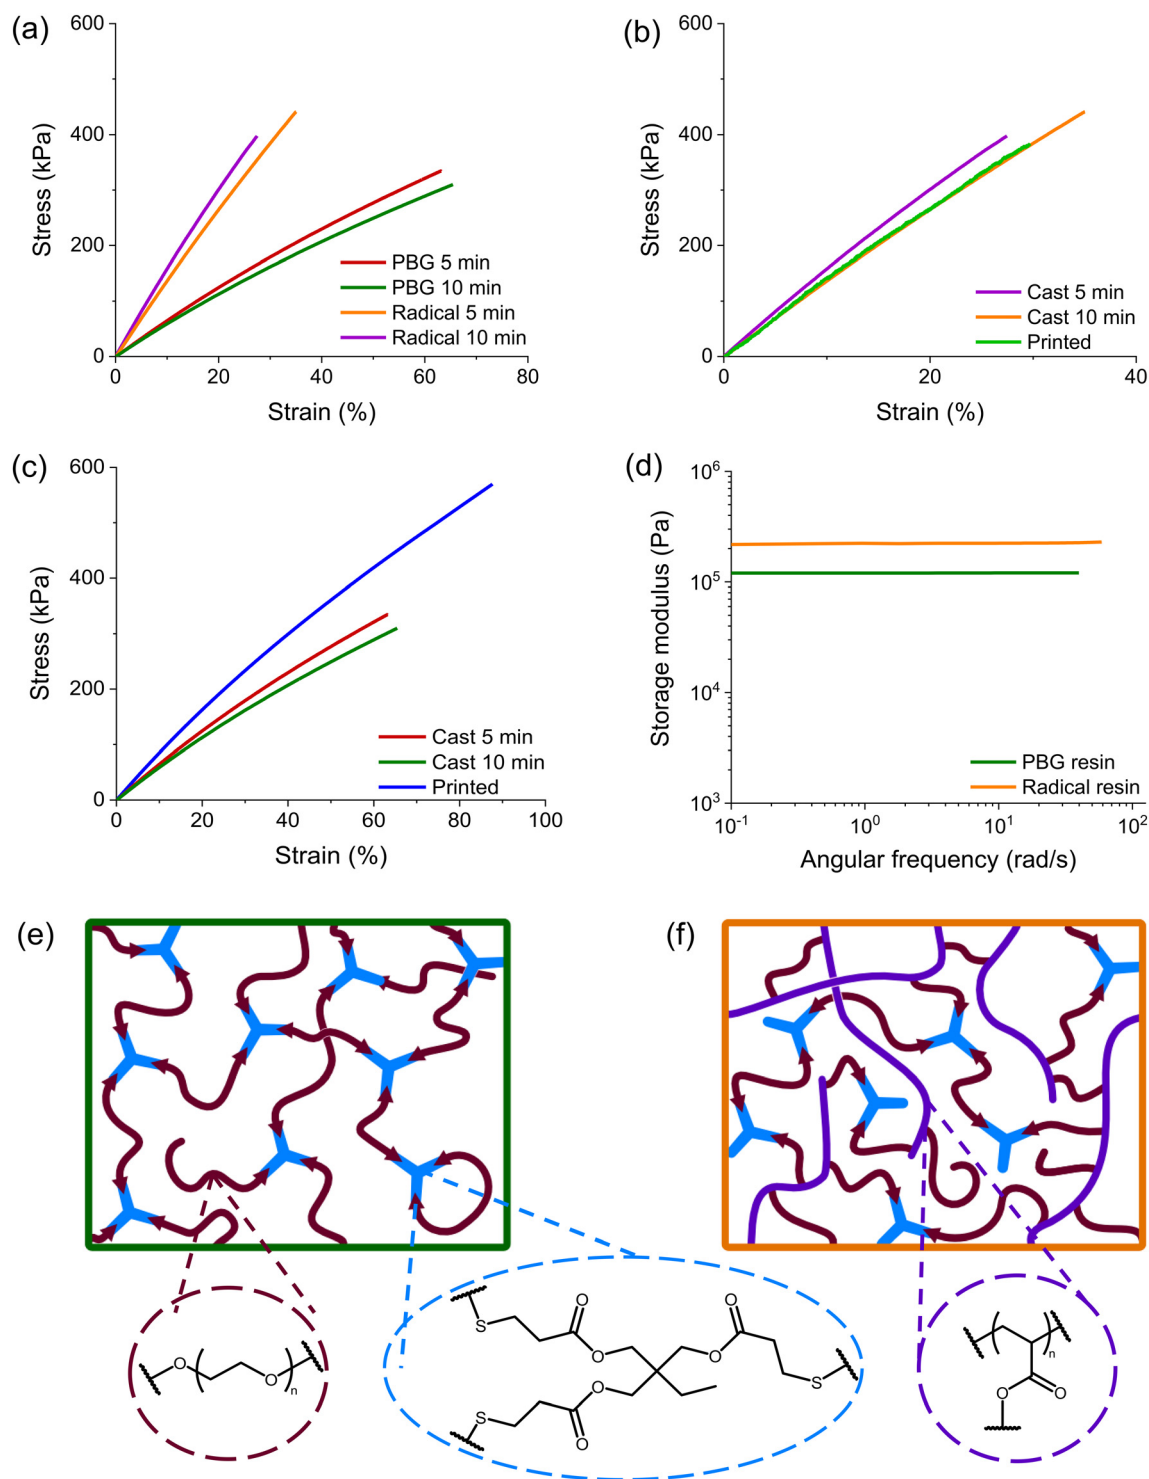 (a)
600
400
200
0
Stress (kPa)
PBG 5 min
PBG 10 min
Radical 5 min
Radical 10 min
0 20 40 60 80
Strain (%)
(b)
600
400
200
0
Stress (kPa)
Cast 5 min
Cast 10 min
Printed
0 20 40
Strain (%)
(c)
600
400
200
0
Stress (kPa)
Cast 5 min
Cast 10 min
Printed
0 20 40 60 80 100
Strain (%)
(d)
10⁶
10⁵
10⁴
10³
Storage modulus (Pa)
PBG resin
Radical resin
10⁻¹ 10⁰ 10¹ 10²
Angular frequency (rad/s)
(e)
(f)
O
O
n
S
O
O
O
O
S
O
S
O
n
O
O